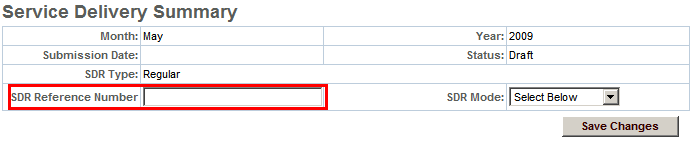 Service Delivery Summary
Month: May Year: 2009
Submission Date: Status: Draft
SDR Type: Regular
SDR Reference Number SDR Mode: Select Below
Save Changes